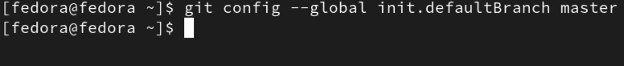 [fedora@fedora ~]$ git config --global init.defaultBranch master
[fedora@fedora ~]$